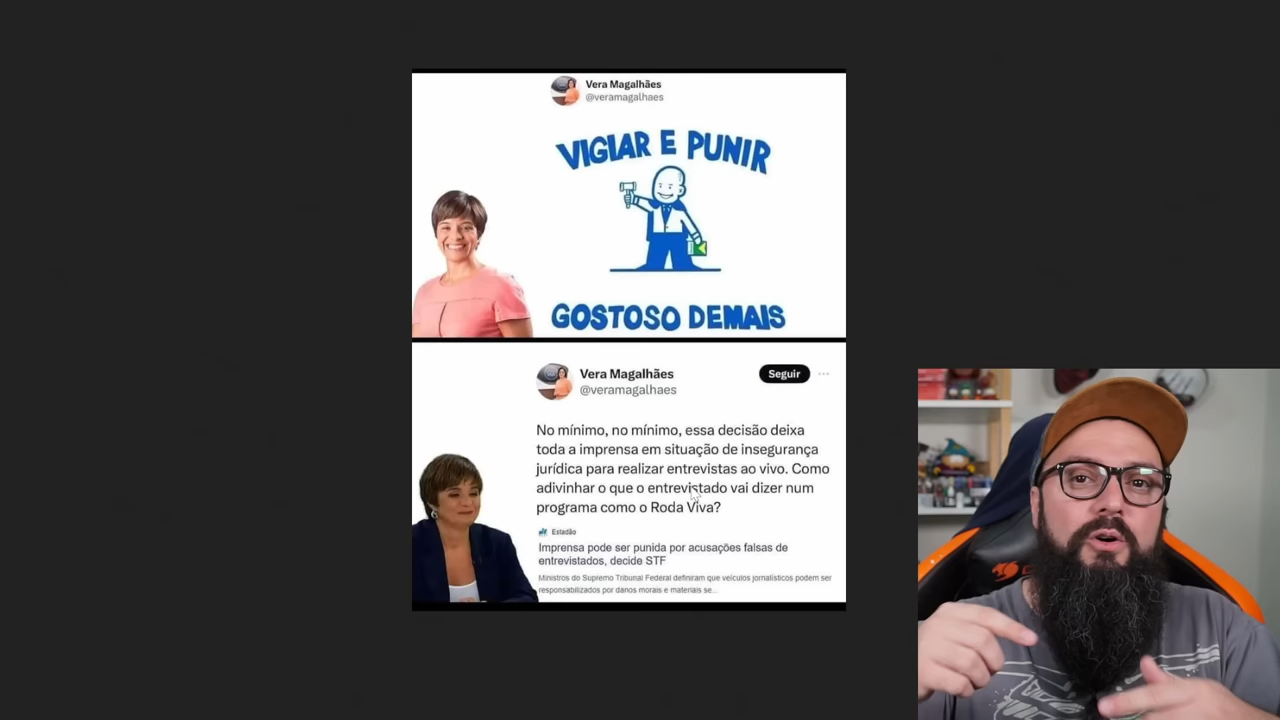 Vera Magalhães
@veramagalhaes
VIGIAR E PUNIR
GOSTOSO DEMAIS
Vera Magalhães
@veramagalhaes
Seguir
No mínimo, no mínimo, essa decisão deixa
toda a imprensa em situação de insegurança
jurídica para realizar entrevistas ao vivo. Como
adivinhar o que o entrevistado vai dizer num
programa como o Roda Viva?
Estadão
Imprensa pode ser punida por acusações falsas de
entrevistados, decide STF
Ministros do Supremo Tribunal Federal definiram que veículos jornalísticos podem ser
responsabilizados por danos morais e materiais se...